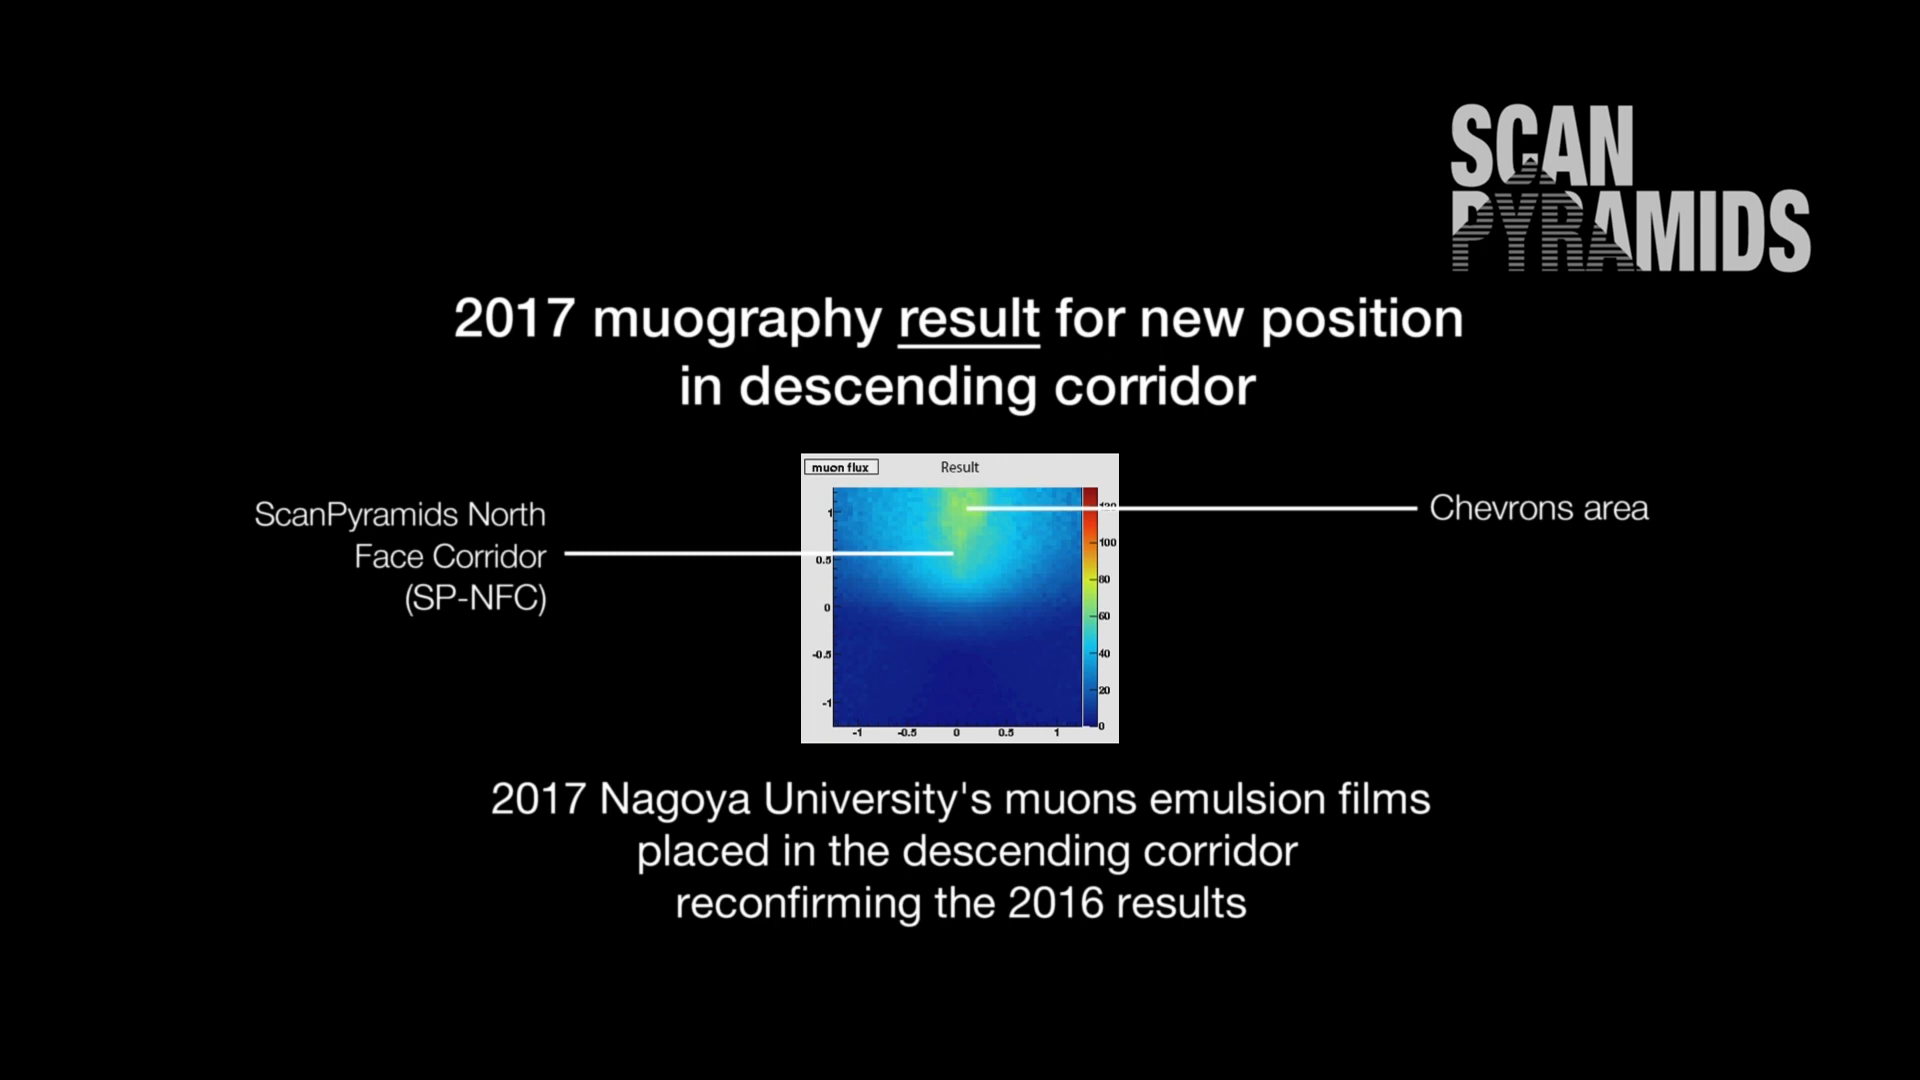 SCAN
PYRAMIDS
2017 muography result for new position
in descending corridor
muon flux
Result
ScanPyramids North
Face Corridor
(SP-NFC)
Chevrons area
1
0.5
0
-0.5
-1
-1 -0.5 0 0.5 1
120
100
80
60
40
20
0
2017 Nagoya University's muons emulsion films
placed in the descending corridor
reconfirming the 2016 results